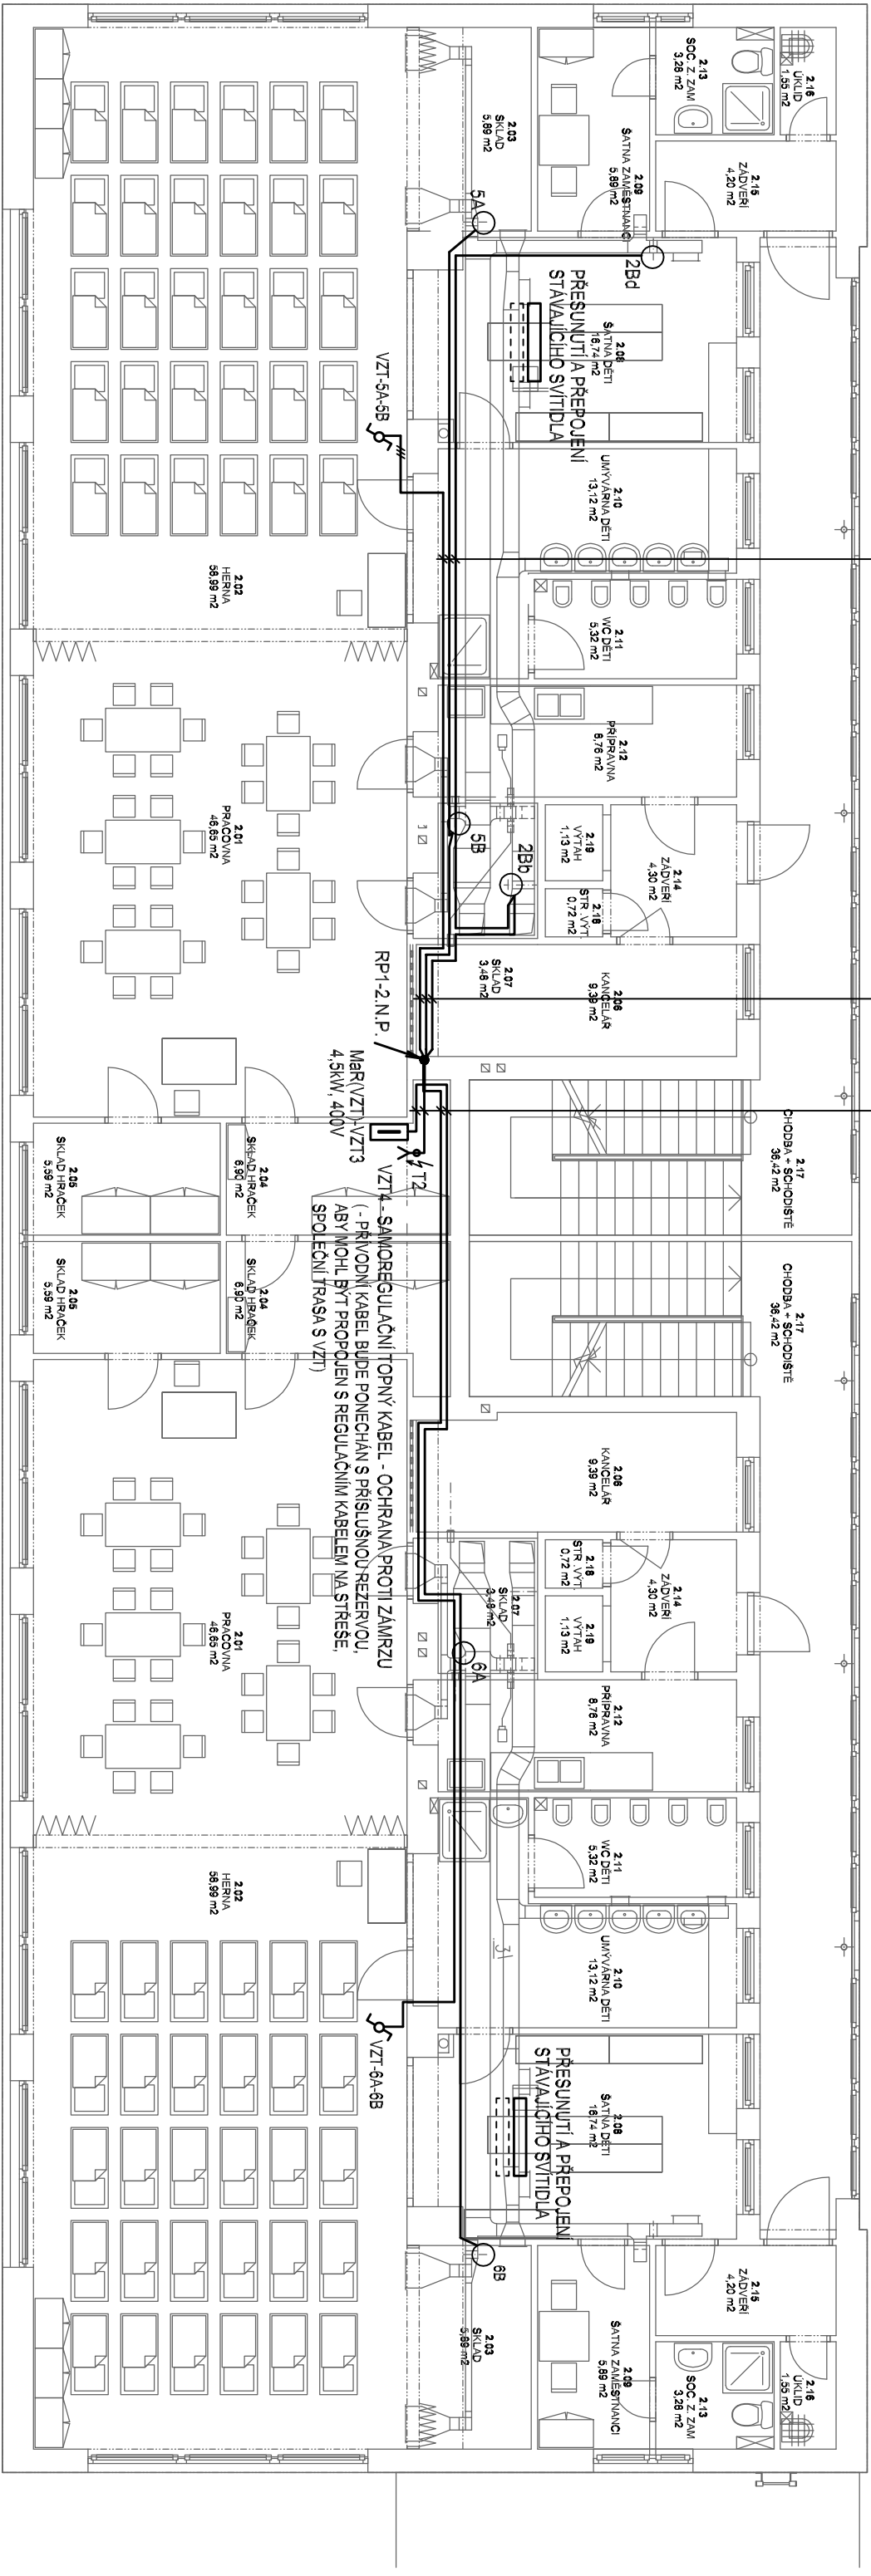 2.16
ÚKLID
1,55 m2
2.13
SOC. Z. ZAM
3,28 m2
2.15
ZÁDVEŘÍ
4,20 m2
2.09
ŠATNA ZAMĚSTNANCI
5,89 m2
2.03
SKLAD
5,89 m2
5A
2Bd
PŘESUNUTÍ A PŘEPOJENÍ
STÁVAJÍCÍHO SVÍTIDLA
2.08
ŠATNA DĚTI
16,74 m2
VZT-5A-5B
2.10
UMÝVÁRNA DĚTI
13,12 m2
2.02
HERNA
58,99 m2
2.11
WC DĚTI
5,32 m2
2.12
PŘÍPRAVNA
8,76 m2
2.01
PRACOVNA
46,65 m2
5B
2Bb
2.19
VÝTAH
1,13 m2
2.18
STR. VÝT.
0,72 m2
2.14
ZÁDVEŘÍ
4,30 m2
2.07
SKLAD
3,48 m2
2.06
KANCELÁŘ
9,39 m2
RP1-2.N.P.
MaR(VZT)-VZT3
4,5kW, 400V
T2
2.17
CHODBA + SCHODIŠTĚ
36,42 m2
2.05
SKLAD HRAČEK
5,59 m2
2.04
SKLAD HRAČEK
6,90 m2
VZT4 - SAMOREGULAČNÍ TOPNÝ KABEL - OCHRANA PROTI ZÁMRZU
( - PŘÍVODNÍ KABEL BUDE PONECHÁN S PŘÍSLUŠNOU REZERVOU,
ABY MOHL BÝT PROPOJEN S REGULAČNÍM KABELEM NA STŘEŠE,
SPOLEČNÍ TRASA S VZT)
2.05
SKLAD HRAČEK
5,59 m2
2.04
SKLAD HRAČEK
6,90 m2
2.17
CHODBA + SCHODIŠTĚ
36,42 m2
2.06
KANCELÁŘ
9,39 m2
2.18
STR. VÝT.
0,72 m2
2.14
ZÁDVEŘÍ
4,30 m2
2.07
SKLAD
3,48 m2
2.19
VÝTAH
1,13 m2
6A
2.01
PRACOVNA
46,65 m2
2.12
PŘÍPRAVNA
8,76 m2
2.11
WC DĚTI
5,32 m2
2.02
HERNA
58,99 m2
2.10
UMÝVÁRNA DĚTI
13,12 m2
VZT-6A-6B
PŘESUNUTÍ A PŘEPOJENÍ
STÁVAJÍCÍHO SVÍTIDLA
2.08
ŠATNA DĚTI
16,74 m2
6B
2.03
SKLAD
5,89 m2
2.09
ŠATNA ZAMĚSTNANCI
5,89 m2
2.15
ZÁDVEŘÍ
4,20 m2
2.13
SOC. Z. ZAM
3,28 m2
2.16
ÚKLID
1,55 m2